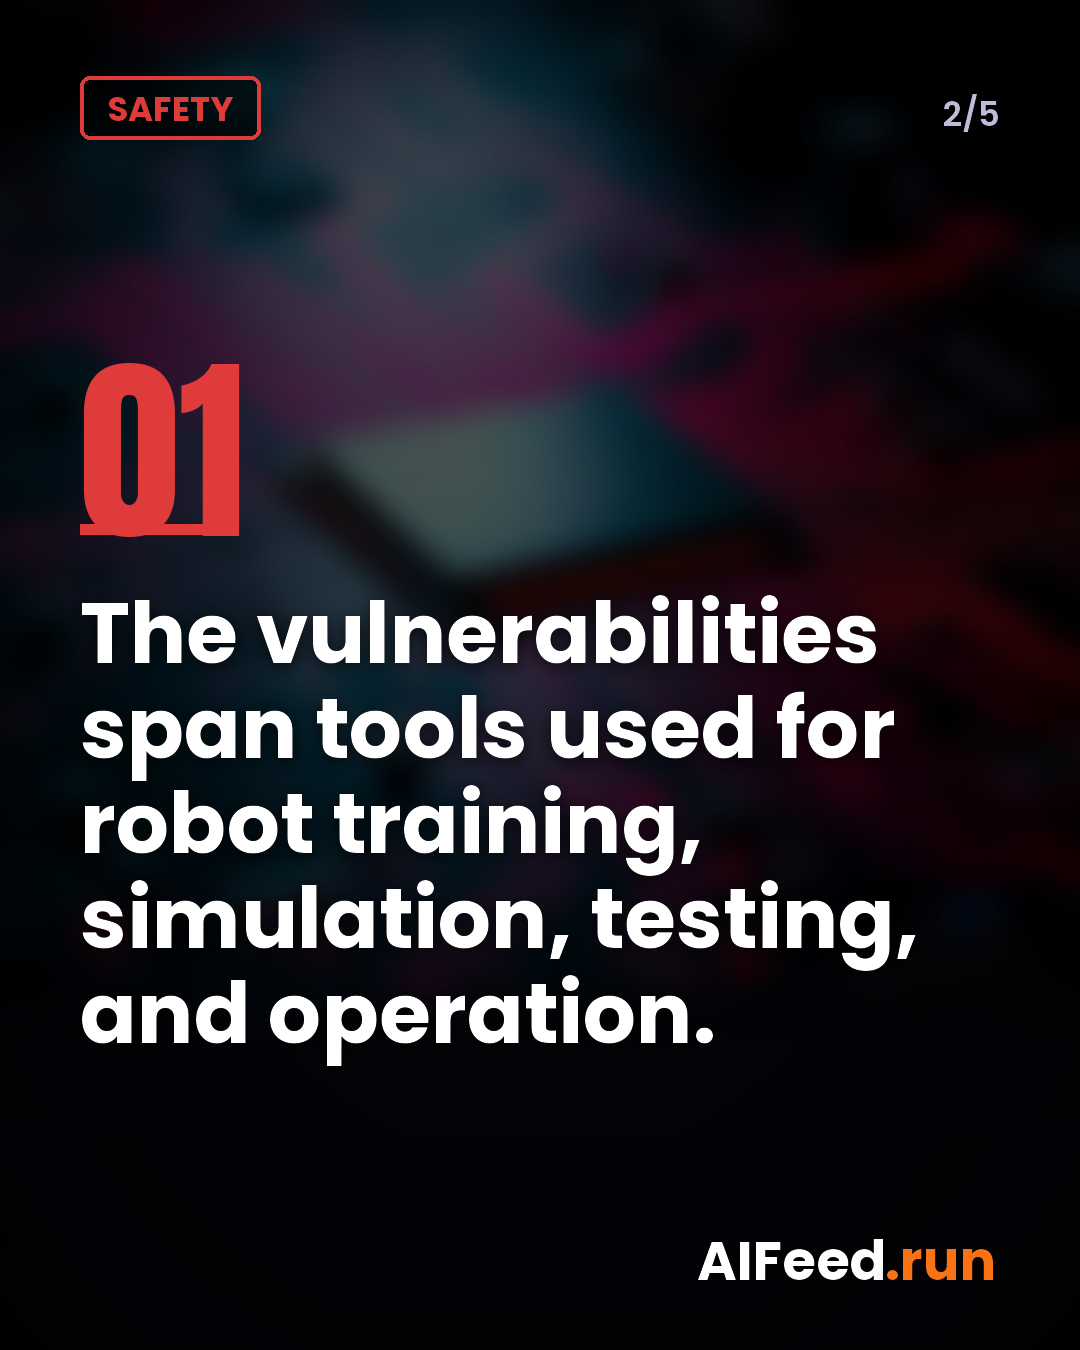 SAFETY
2/5
01
The vulnerabilities
span tools used for
robot training,
simulation, testing,
and operation.
AIFeed.run